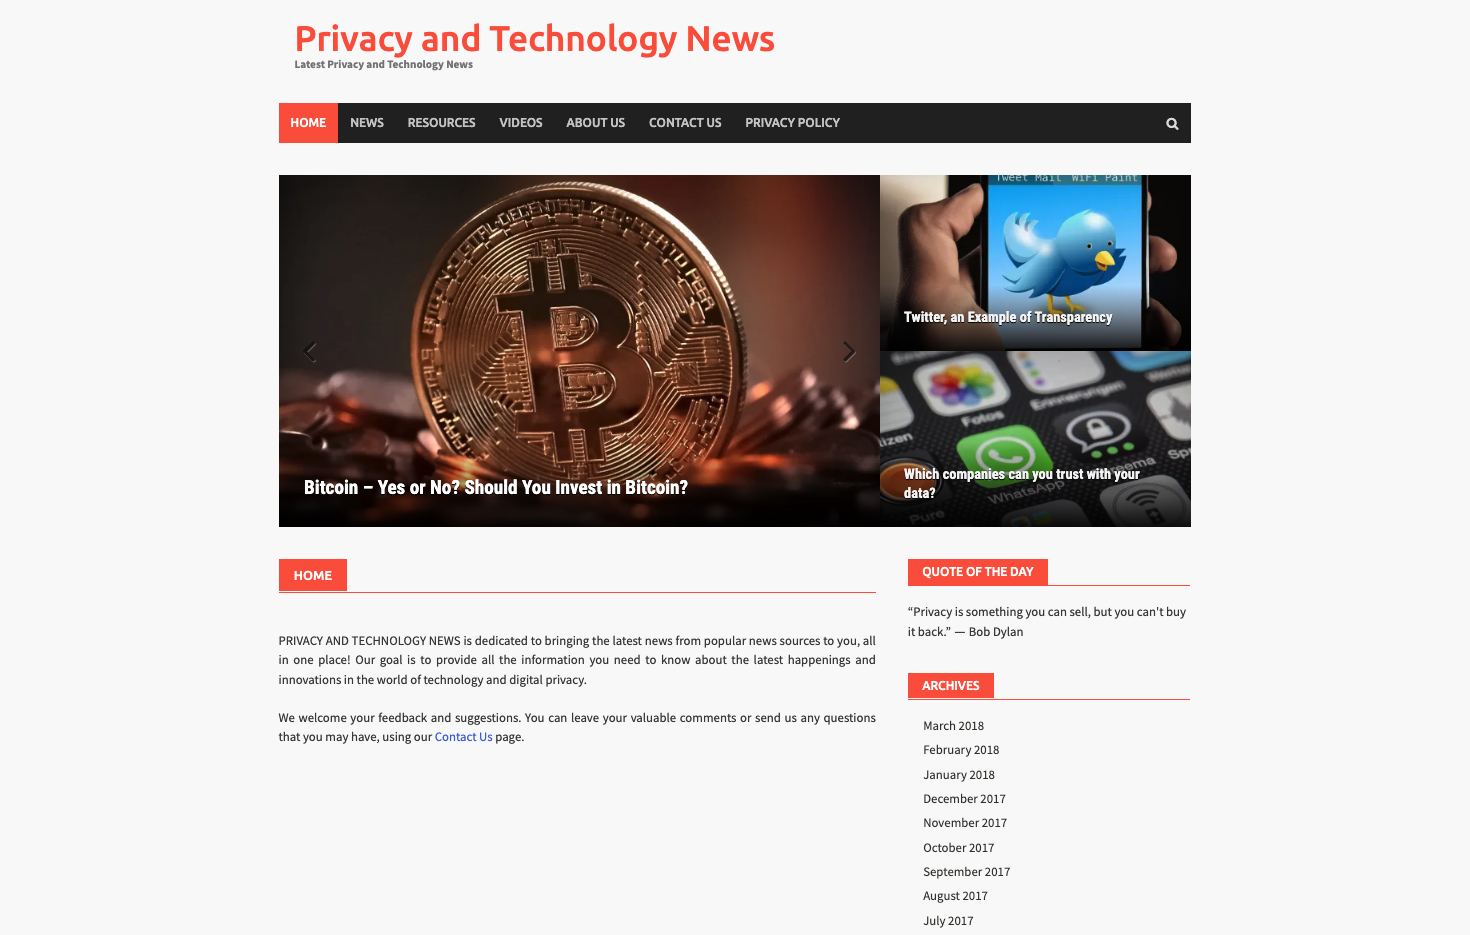 Privacy and Technology News
Latest Privacy and Technology News
HOME NEWS RESOURCES VIDEOS ABOUT US CONTACT US PRIVACY POLICY
Tweet Mail WiFi Paint
Twitter, an Example of Transparency
Bitcoin – Yes or No? Should You Invest in Bitcoin?
Fotos
Erinnerungen
WhatsApp
Pure
Which companies can you trust with your
data?
HOME
PRIVACY AND TECHNOLOGY NEWS is dedicated to bringing the latest news from popular news sources to you, all
in one place! Our goal is to provide all the information you need to know about the latest happenings and
innovations in the world of technology and digital privacy.
We welcome your feedback and suggestions. You can leave your valuable comments or send us any questions
that you may have, using our Contact Us page.
QUOTE OF THE DAY
“Privacy is something you can sell, but you can't buy
it back.” — Bob Dylan
ARCHIVES
March 2018
February 2018
January 2018
December 2017
November 2017
October 2017
September 2017
August 2017
July 2017